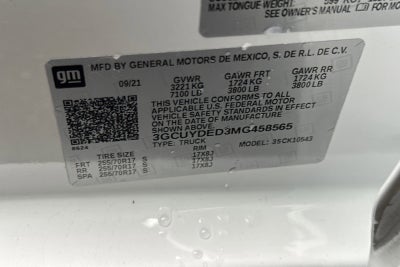 MAX TONGUE WEIGHT:
SEE OWNER'S MANUAL
gm
MFD BY GENERAL MOTORS DE MEXICO, S. DE R.L. DE C.V.
09/21 GVWR GAWR FRT GAWR RR
3221 KG 1724 KG 1724 KG
7100 LB 3800 LB 3800 LB
THIS VEHICLE CONFORMS TO ALL
APPLICABLE U.S. FEDERAL MOTOR
VEHICLE SAFETY STANDARDS IN EFFECT
ON THE DATE OF MANUFACTURE
SHOWN ABOVE.
3GCUYDED3MG458565
TYPE: TRUCK MODEL: 3SCK10543
8624
TIRE RIM
FRT 255/70R17 S 17X8J
RR 255/70R17 S 17X8J
SPA 255/70R17 S 17X8J